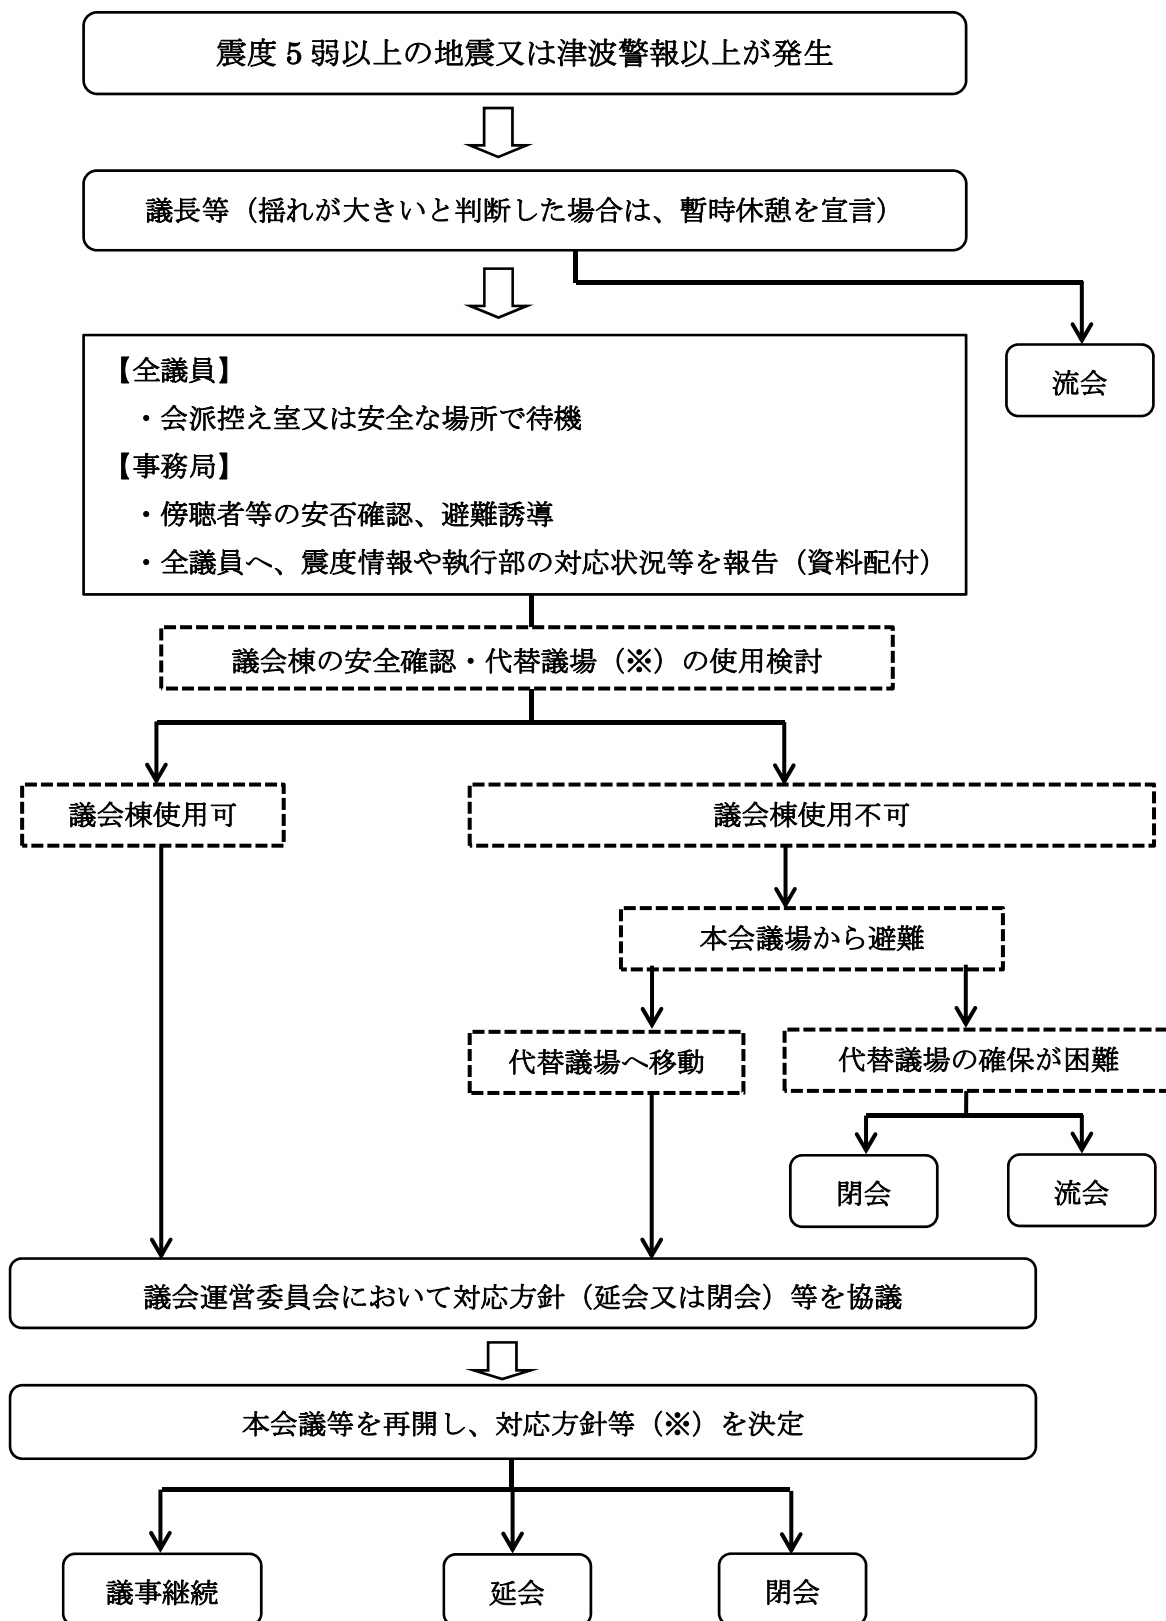 震度５弱以上の地震又は津波警報以上が発生
議長等（揺れが大きいと判断した場合は、暫時休憩を宣言）
【全議員】
・会派控え室又は安全な場所で待機
【事務局】
・傍聴者等の安否確認、避難誘導
・全議員へ、震度情報や執行部の対応状況等を報告（資料配付）
流会
議会棟の安全確認・代替議場（※）の使用検討
議会棟使用可
議会棟使用不可
本会議場から避難
代替議場へ移動
代替議場の確保が困難
閉会
流会
議会運営委員会において対応方針（延会又は閉会）等を協議
本会議等を再開し、対応方針等（※）を決定
議事継続
延会
閉会